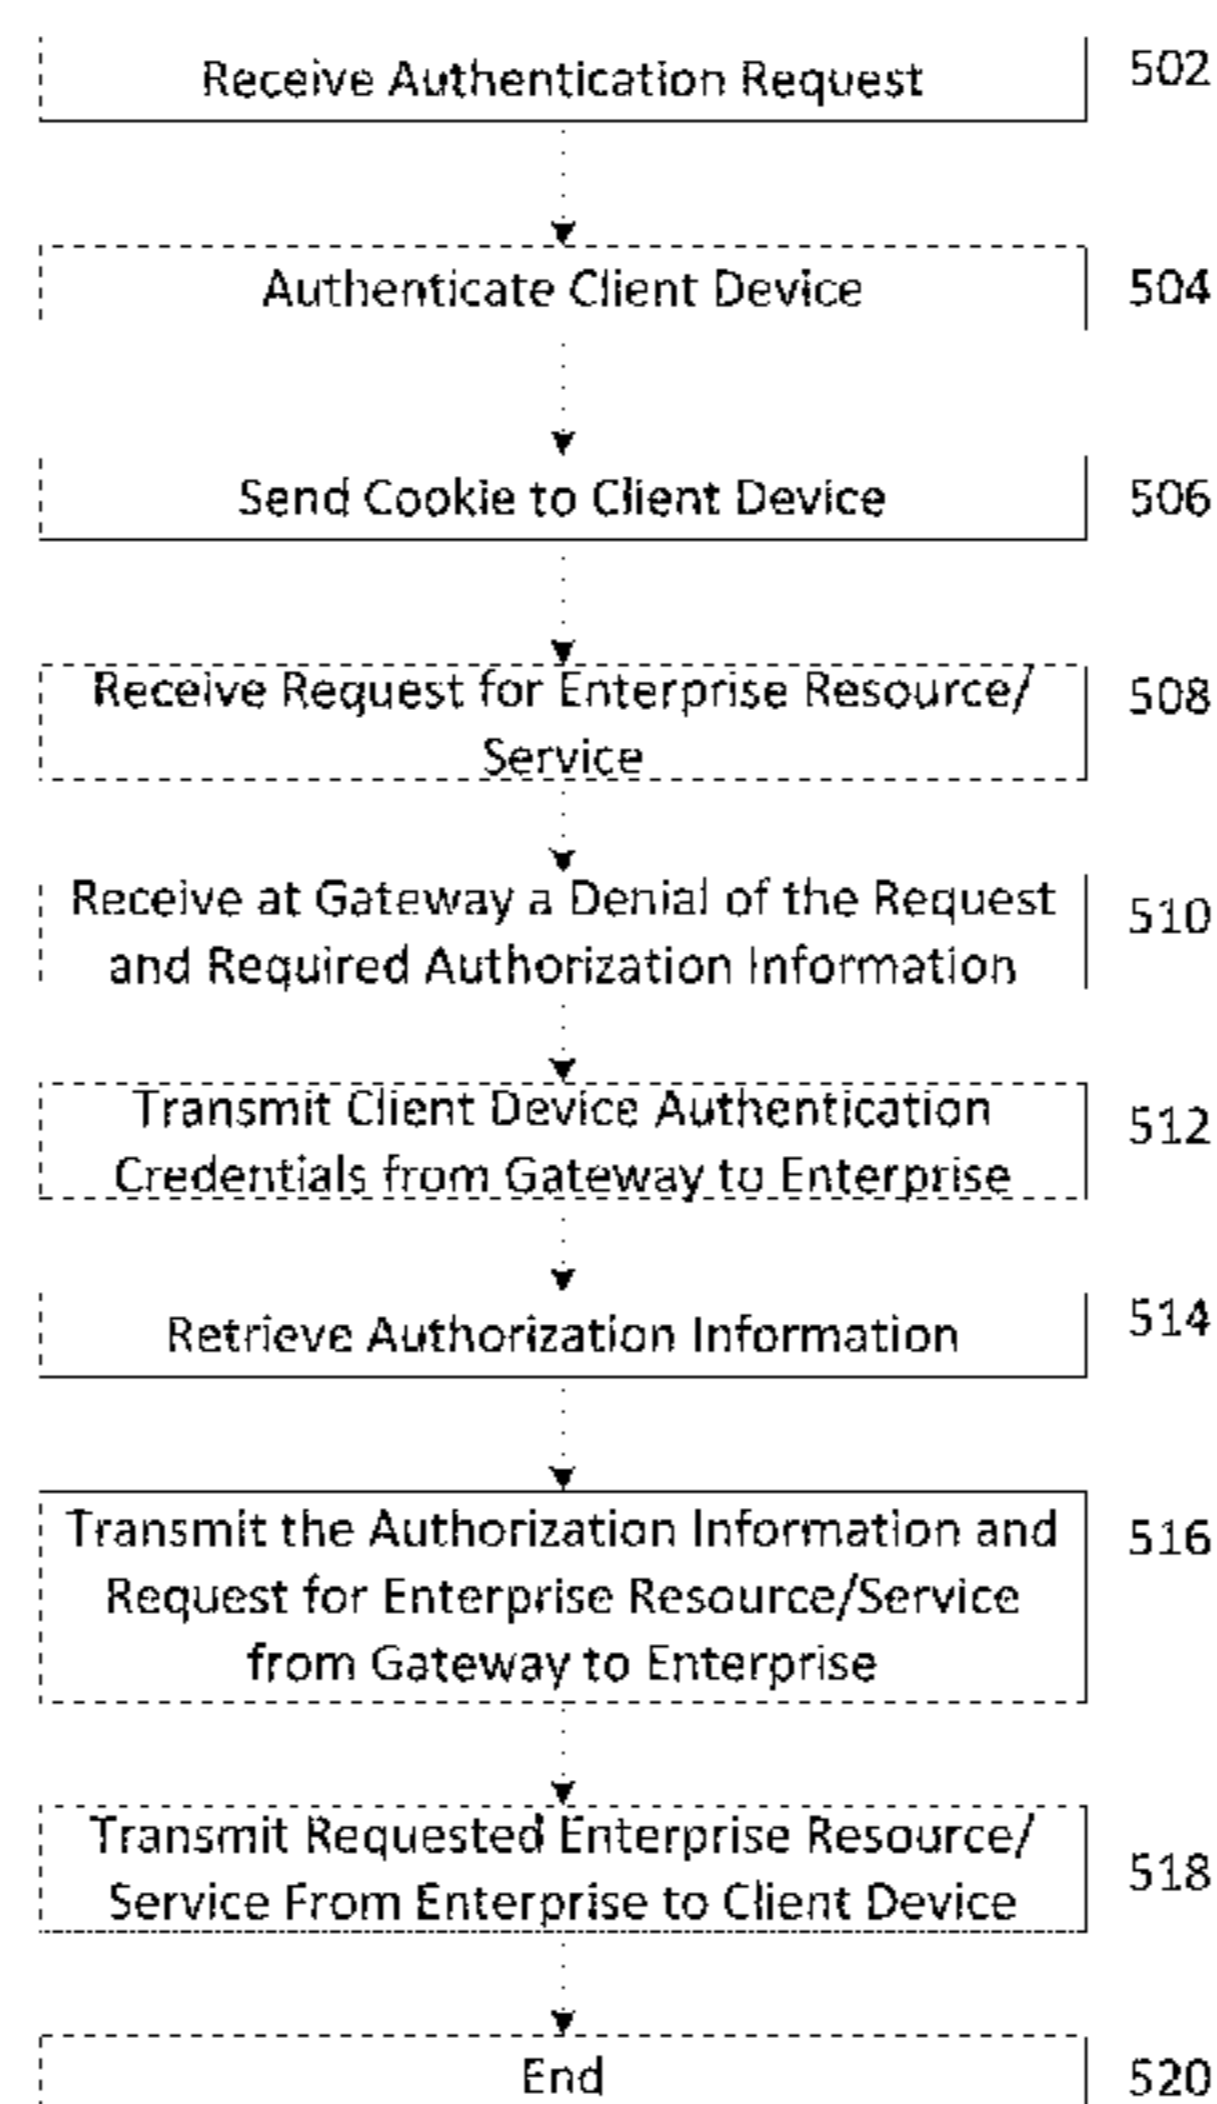 Receive Authentication Request 502
Authenticate Client Device 504
Send Cookie to Client Device 506
Receive Request for Enterprise Resource/ 508
Service
Receive at Gateway a Denial of the Request 510
and Required Authorization Information
Transmit Client Device Authentication 512
Credentials from Gateway to Enterprise
Retrieve Authorization Information 514
Transmit the Authorization Information and 516
Request for Enterprise Resource/Service
from Gateway to Enterprise
Transmit Requested Enterprise Resource/ 518
Service From Enterprise to Client Device
End 520